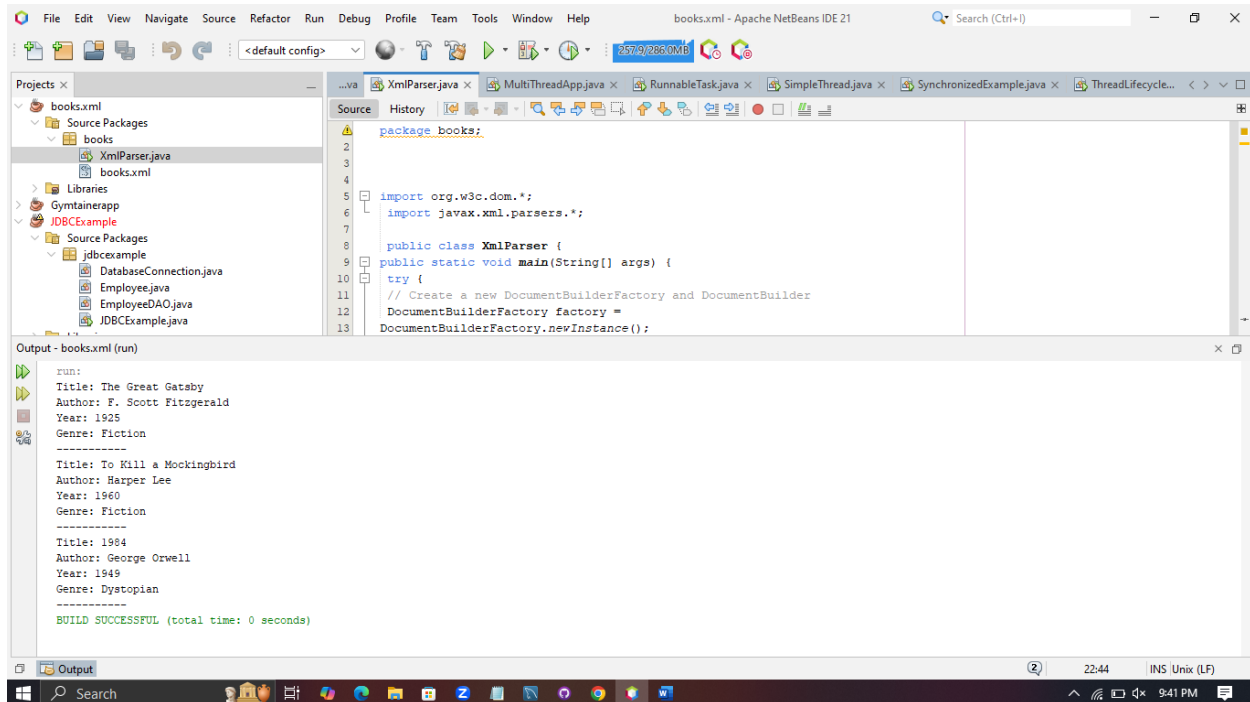 File Edit View Navigate Source Refactor Run Debug Profile Team Tools Window Help books.xml - Apache NetBeans IDE 21 Search (Ctrl+I)
<default config> 257.9/286.0MB
Projects
...va XmlParser.java MultiThreadApp.java RunnableTask.java SimpleThread.java SynchronizedExample.java ThreadLifecycle...
books.xml
Source Packages
books
XmlParser.java
books.xml
Libraries
Gymtainerapp
JDBCExample
Source Packages
jdbcexample
DatabaseConnection.java
Employee.java
EmployeeDAO.java
JDBCExample.java
Source History
package books;
2
3
4
5 import org.w3c.dom.*;
6 import javax.xml.parsers.*;
7
8 public class XmlParser {
9 public static void main(String[] args) {
10 try {
11 // Create a new DocumentBuilderFactory and DocumentBuilder
12 DocumentBuilderFactory factory =
13 DocumentBuilderFactory.newInstance();
Output - books.xml (run)
run:
Title: The Great Gatsby
Author: F. Scott Fitzgerald
Year: 1925
Genre: Fiction
-----------
Title: To Kill a Mockingbird
Author: Harper Lee
Year: 1960
Genre: Fiction
-----------
Title: 1984
Author: George Orwell
Year: 1949
Genre: Dystopian
-----------
BUILD SUCCESSFUL (total time: 0 seconds)
Output 2 22:44 INS Unix (LF)
Search 9:41 PM